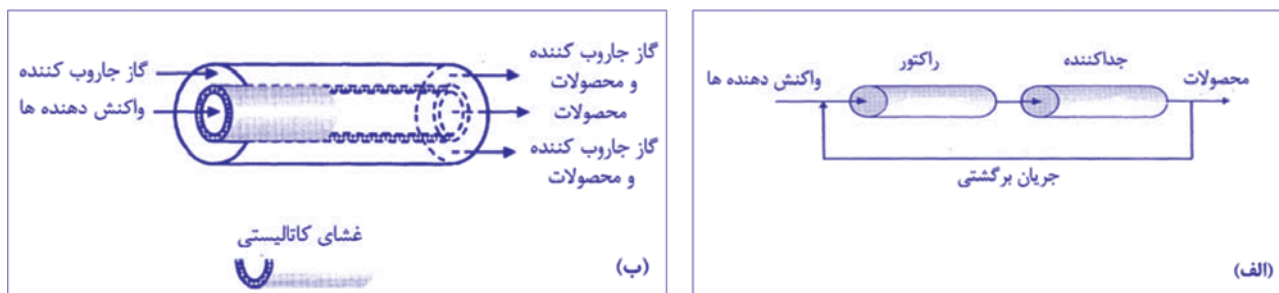 واکنش دهنده ها
راکتور
جداکننده
محصولات
جریان برگشتی
(الف)
گاز جاروب کننده
واکنش دهنده ها
گاز جاروب کننده
و محصولات
محصولات
گاز جاروب کننده
و محصولات
غشای کاتالیستی
(ب)